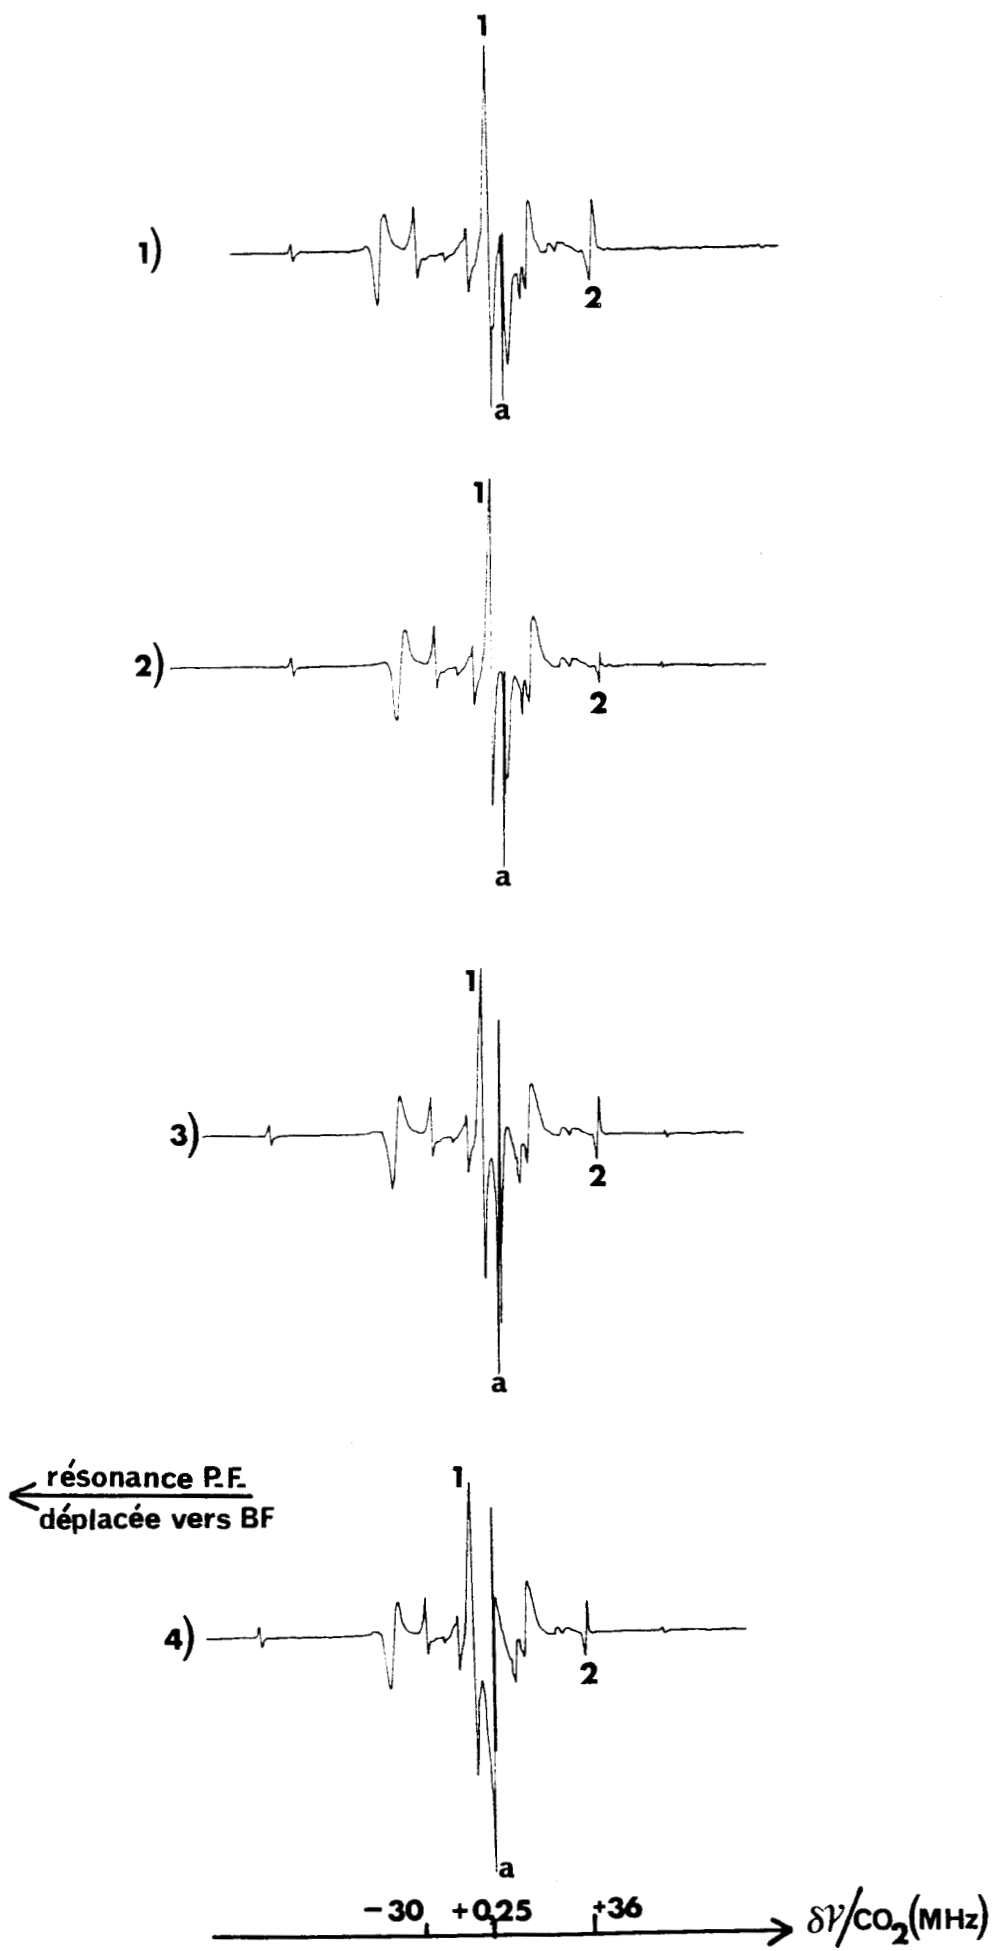 1
1)
2
a
1
2)
2
a
1
3)
2
a
résonance P.F.
déplacée vers BF
1
4)
2
a
-30 +0,25 +36
δν/CO₂(MHz)